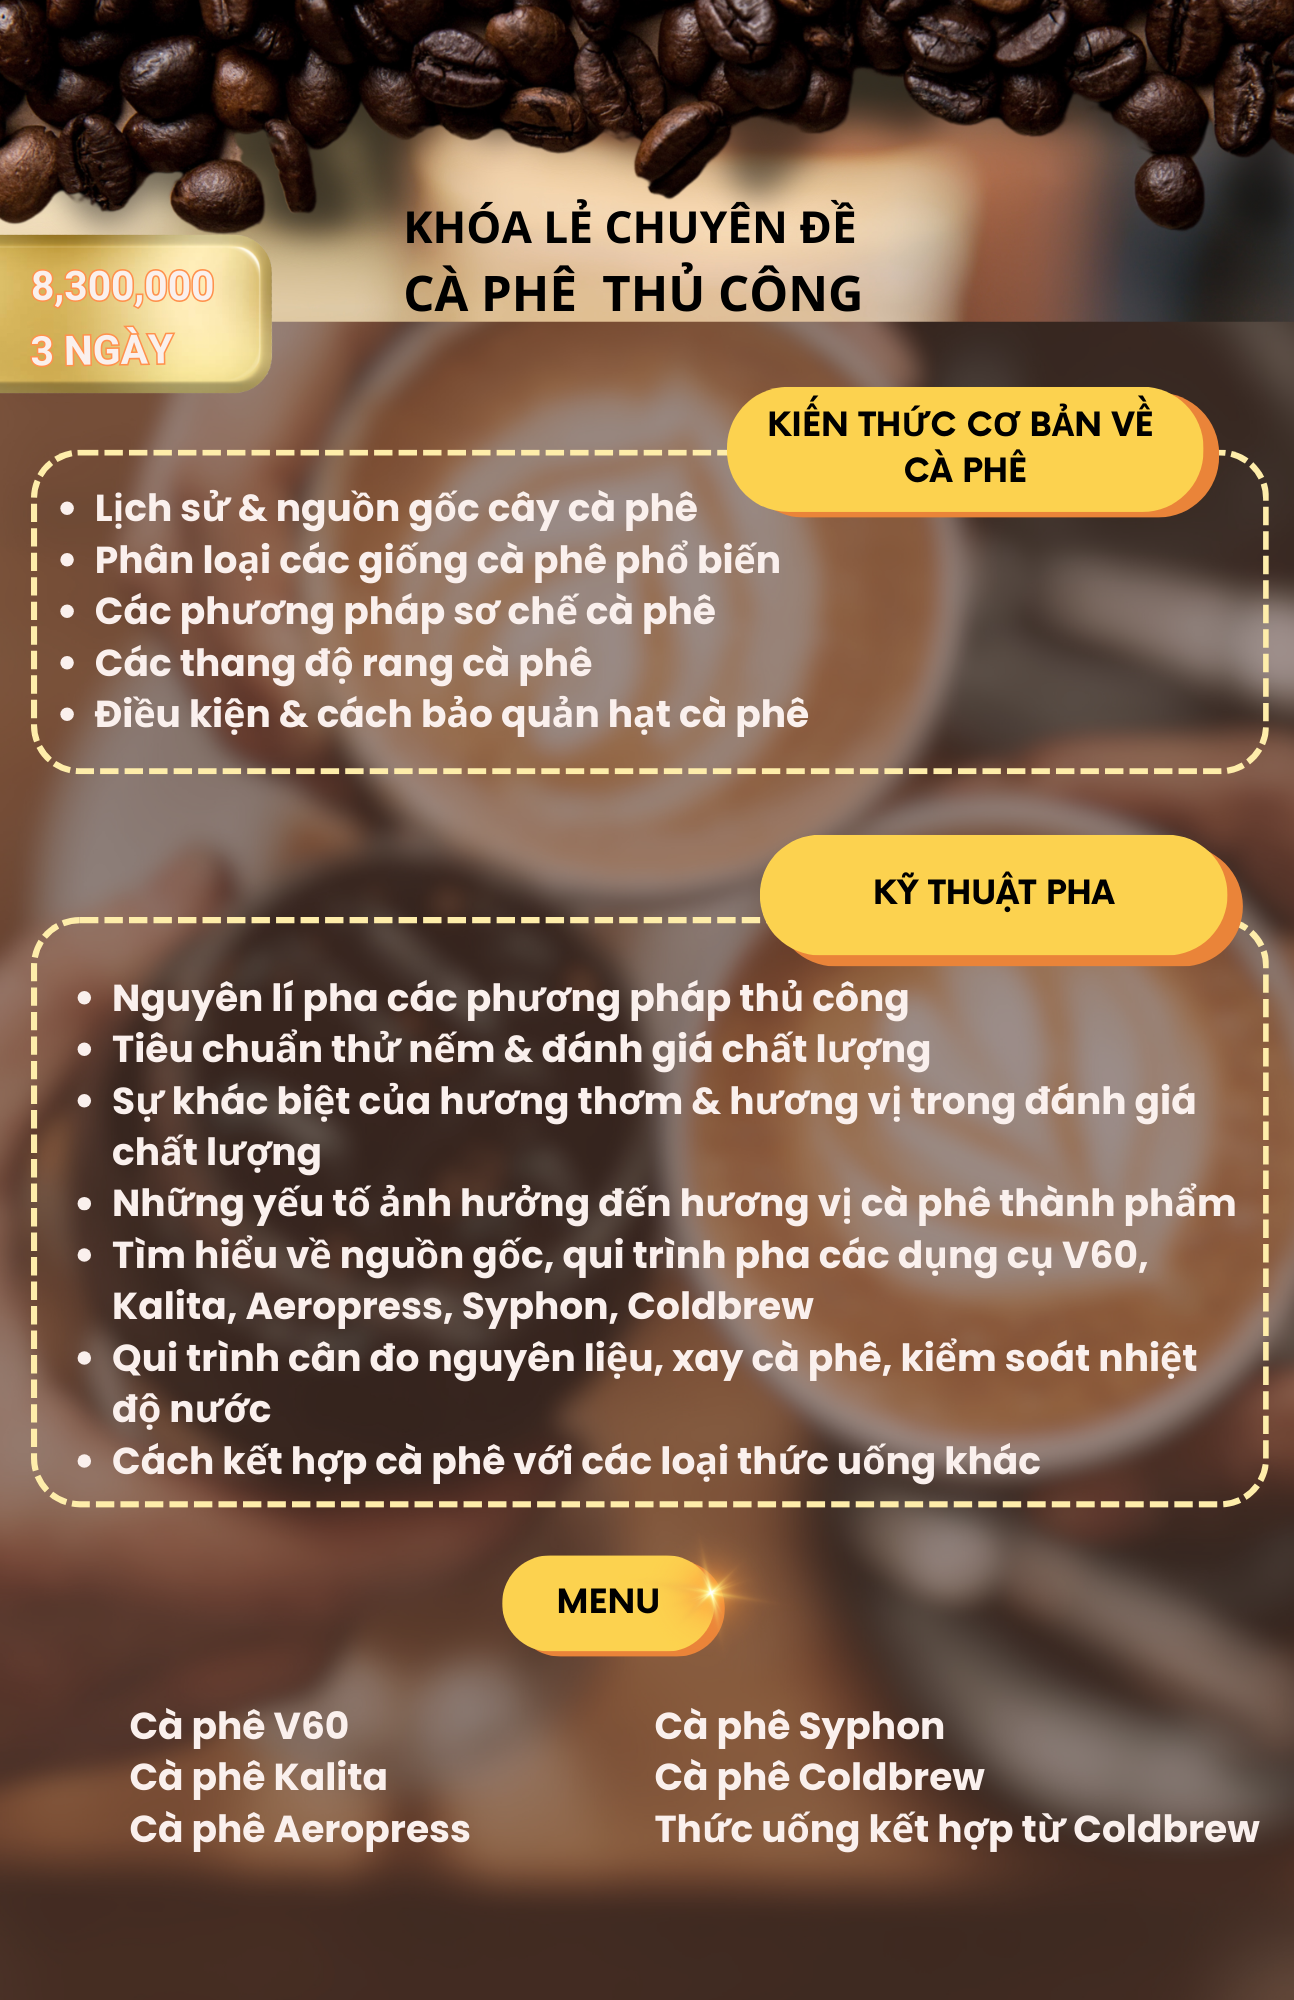 KHÓA LẺ CHUYÊN ĐỀ
CÀ PHÊ THỦ CÔNG
8,300,000
3 NGÀY
KIẾN THỨC CƠ BẢN VỀ
CÀ PHÊ
• Lịch sử & nguồn gốc cây cà phê
• Phân loại các giống cà phê phổ biến
• Các phương pháp sơ chế cà phê
• Các thang độ rang cà phê
• Điều kiện & cách bảo quản hạt cà phê
KỸ THUẬT PHA
• Nguyên lí pha các phương pháp thủ công
• Tiêu chuẩn thử nếm & đánh giá chất lượng
• Sự khác biệt của hương thơm & hương vị trong đánh giá
chất lượng
• Những yếu tố ảnh hưởng đến hương vị cà phê thành phẩm
• Tìm hiểu về nguồn gốc, qui trình pha các dụng cụ V60,
Kalita, Aeropress, Syphon, Coldbrew
• Qui trình cân đo nguyên liệu, xay cà phê, kiểm soát nhiệt
độ nước
• Cách kết hợp cà phê với các loại thức uống khác
MENU
Cà phê V60
Cà phê Kalita
Cà phê Aeropress
Cà phê Syphon
Cà phê Coldbrew
Thức uống kết hợp từ Coldbrew